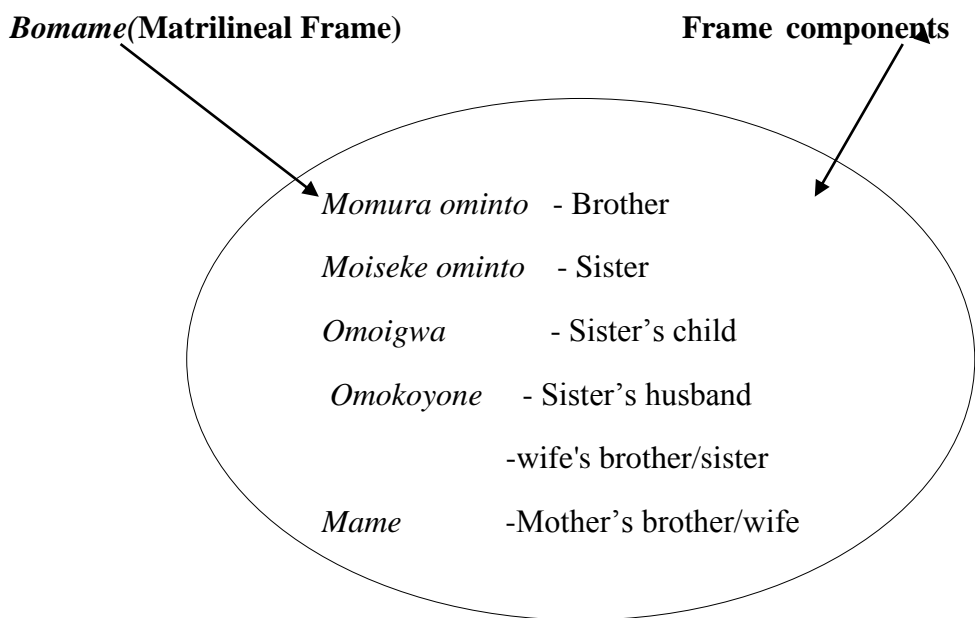 Bomame(Matrilineal Frame) Frame components
Momura ominto - Brother
Moiseke ominto - Sister
Omoigwa - Sister’s child
Omokoyone - Sister’s husband
-wife's brother/sister
Mame -Mother’s brother/wife